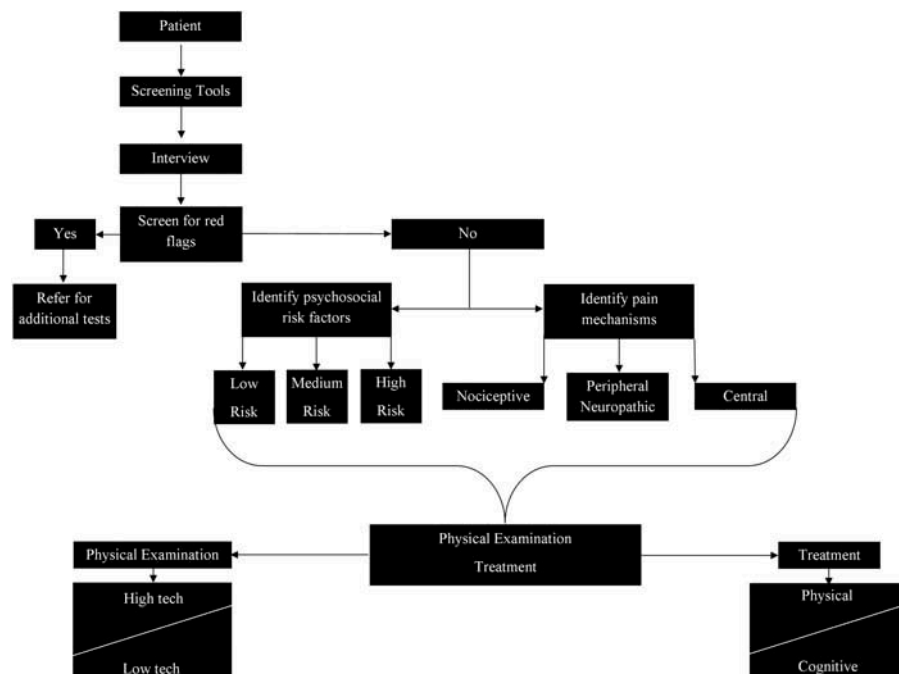 Patient
Screening Tools
Interview
Screen for red
flags
Yes
No
Refer for
additional tests
Identify psychosocial
risk factors
Identify pain
mechanisms
Low
Risk
Medium
Risk
High
Risk
Nociceptive
Peripheral
Neuropathic
Central
Physical Examination
Treatment
Physical Examination
Treatment
High tech
Low tech
Physical
Cognitive